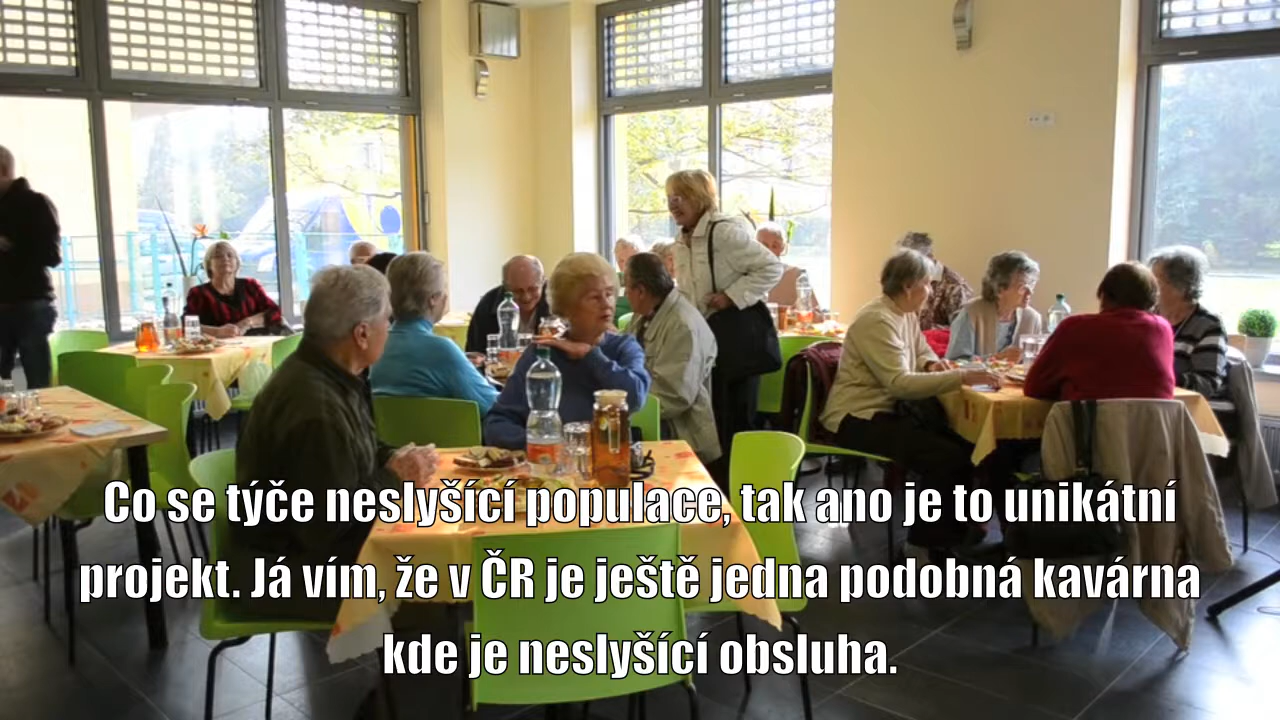 Co se týče neslyšící populace, tak ano je to unikátní
projekt. Já vím, že v ČR je ještě jedna podobná kavárna
kde je neslyšící obsluha.